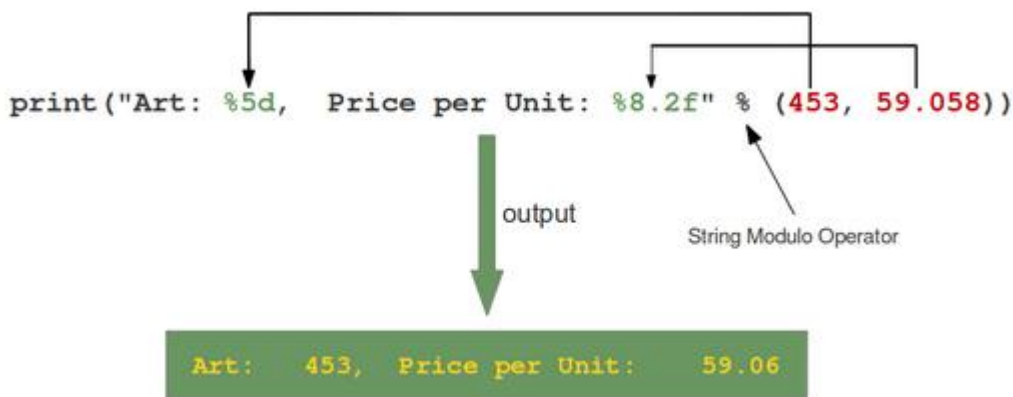 print("Art: %5d,  Price per Unit: %8.2f" % (453, 59.058))
output
String Modulo Operator
Art:   453,  Price per Unit:    59.06